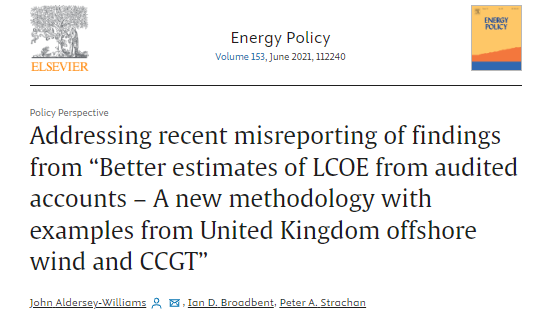 Energy Policy
Volume 153, June 2021, 112240
ELSEVIER
ENERGY
POLICY
Policy Perspective
Addressing recent misreporting of findings
from “Better estimates of LCOE from audited
accounts – A new methodology with
examples from United Kingdom offshore
wind and CCGT”
John Aldersey-Williams, Ian D. Broadbent, Peter A. Strachan